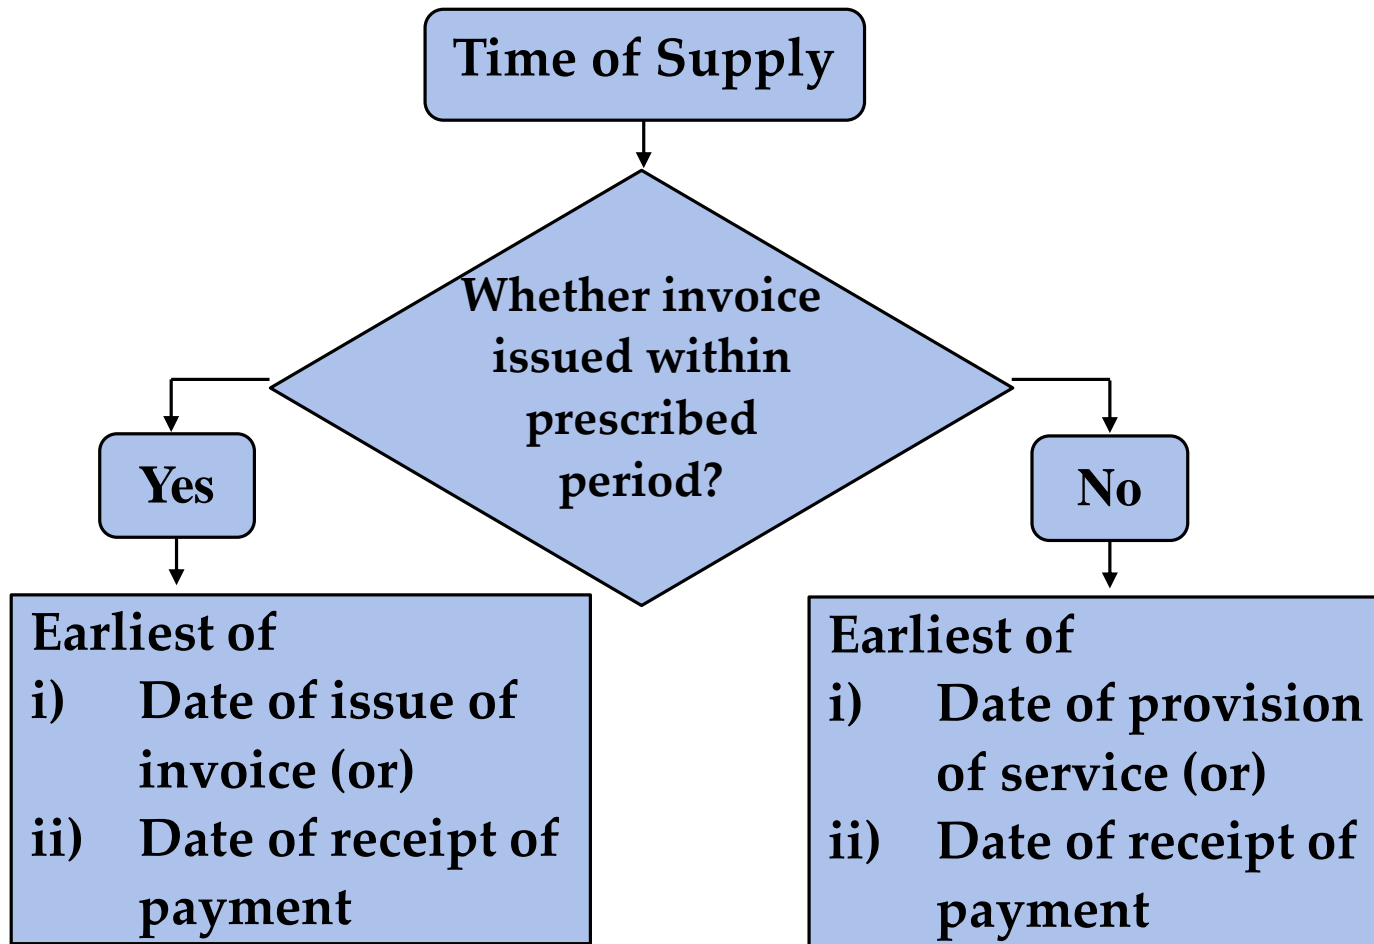 Time of Supply
Whether invoice
issued within
prescribed
period?
Yes
No
Earliest of
i) Date of issue of
invoice (or)
ii) Date of receipt of
payment
Earliest of
i) Date of provision
of service (or)
ii) Date of receipt of
payment